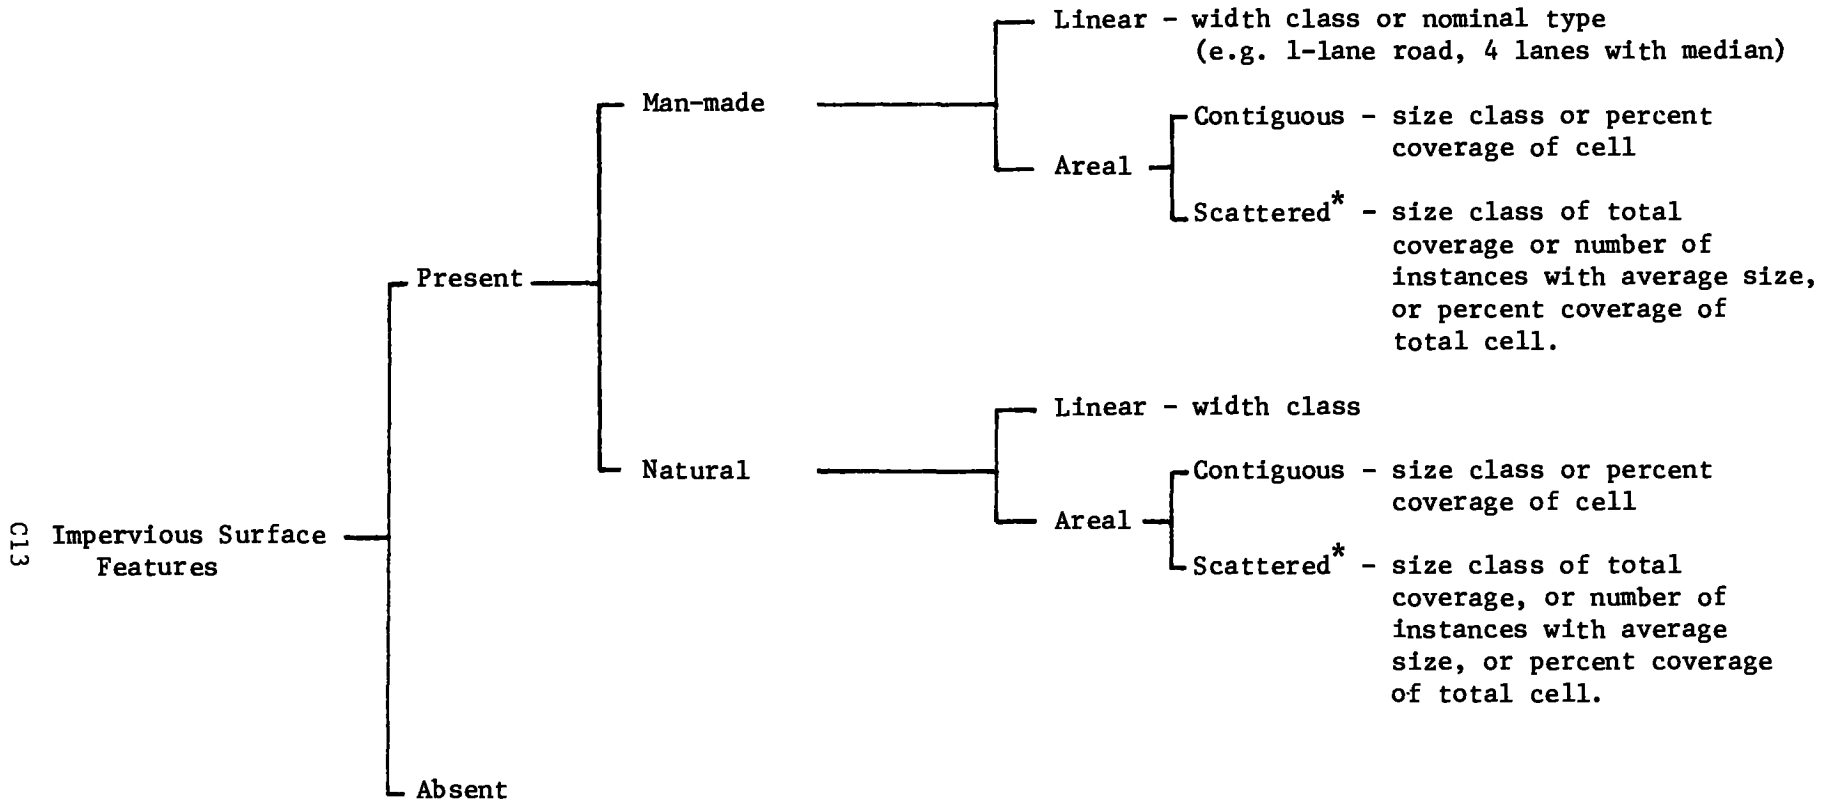 Linear - width class or nominal type
(e.g. 1-lane road, 4 lanes with median)
Man-made
Contiguous - size class or percent
coverage of cell
Areal
Scattered* - size class of total
coverage or number of
instances with average size,
or percent coverage of
total cell.
Present
Linear - width class
Natural
Contiguous - size class or percent
coverage of cell
Areal
Scattered* - size class of total
coverage, or number of
instances with average
size, or percent coverage
of total cell.
Impervious Surface
Features
Absent
C13